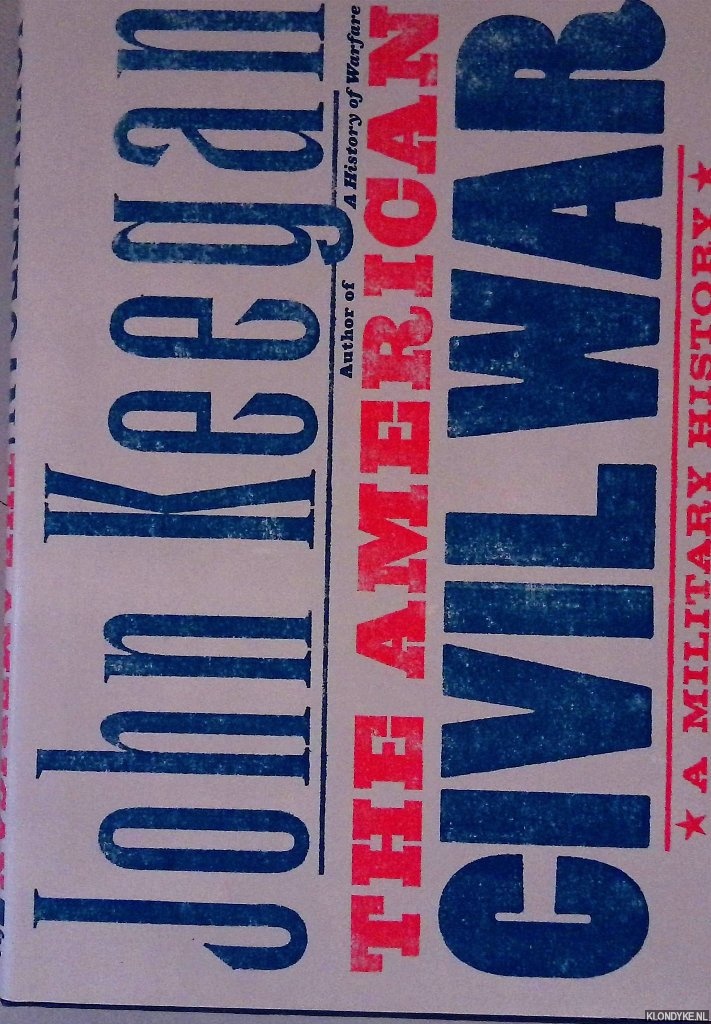 John Keegan
Author of A History of Warfare
THE AMERICAN
CIVIL WAR
★ A MILITARY HISTORY ★
KLONDYKE.NL